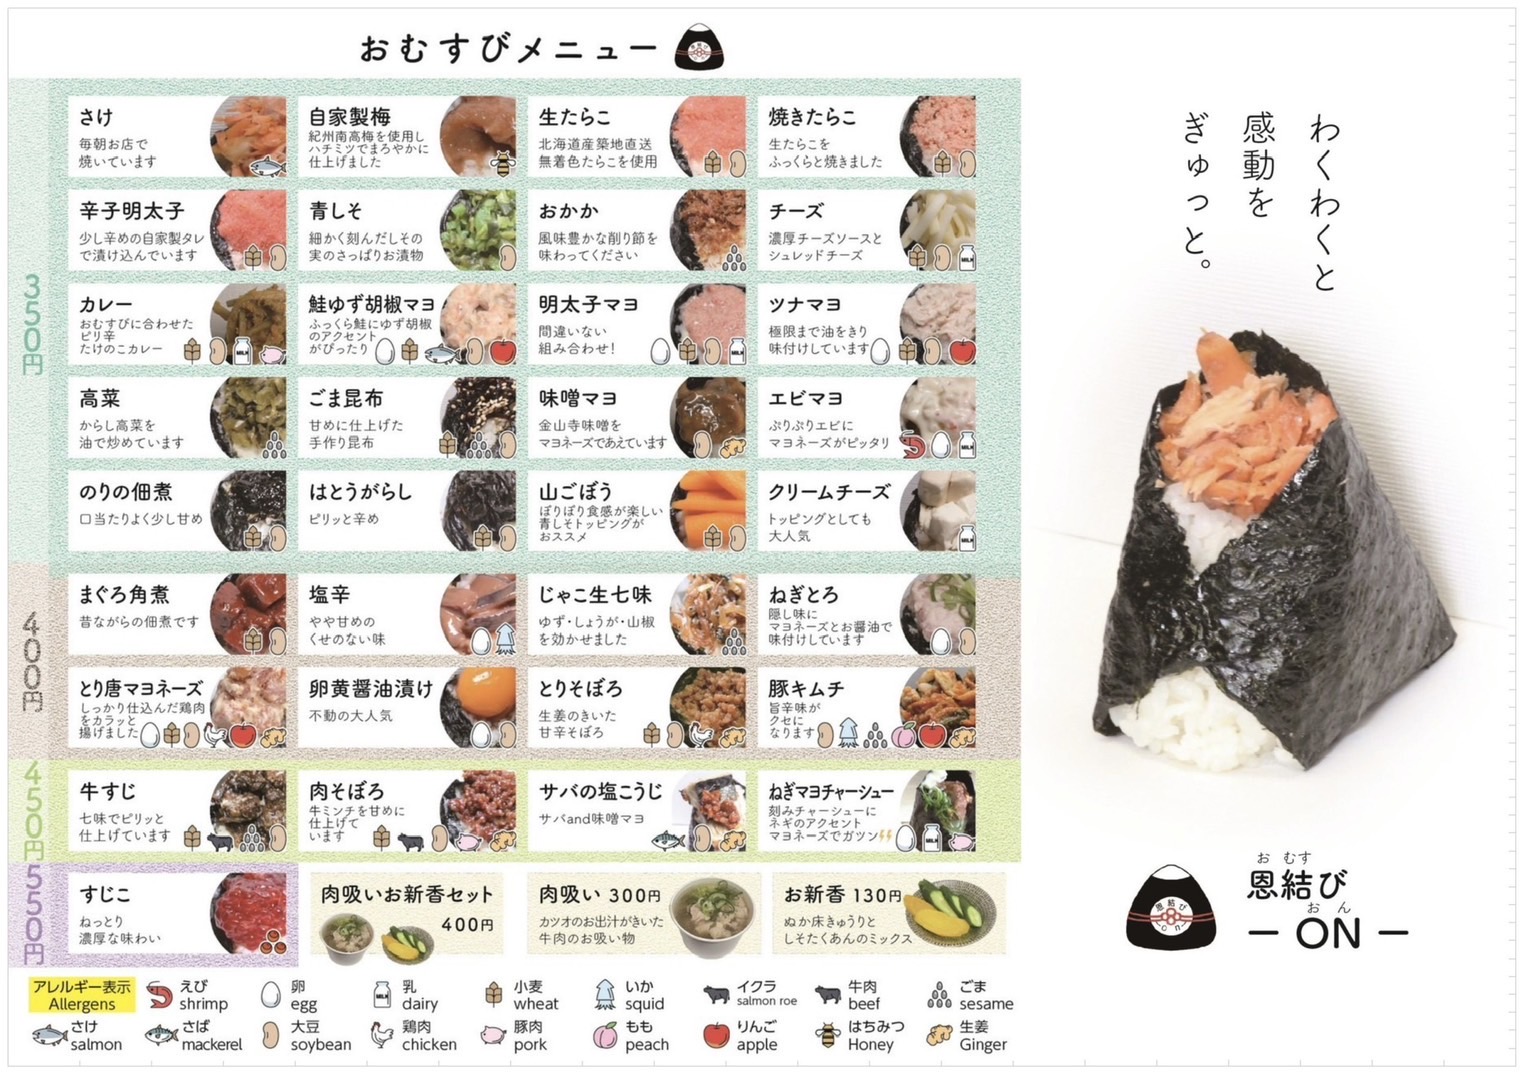 おむすびメニュー
350円
さけ
毎朝お店で
焼いています
自家製梅
紀州南高梅を使用し
ハチミツでまろやかに
仕上げました
生たらこ
北海道産築地直送
無着色たらこを使用
焼きたらこ
生たらこを
ふっくらと焼きました
辛子明太子
少し辛めの自家製タレ
で漬け込んでいます
青しそ
細かく刻んだしその
実のさっぱりお漬物
おかか
風味豊かな削り節を
味わってください
チーズ
濃厚チーズソースと
シュレッドチーズ
MILK
カレー
おむすびに合わせた
ピリ辛
たけのこカレー
MILK
鮭ゆず胡椒マヨ
ふっくら鮭にゆず胡椒
のアクセント
がぴったり
明太子マヨ
間違いない
組み合わせ!
MILK
ツナマヨ
極限まで油をきり
味付けしています
高菜
からし高菜を
油で炒めています
ごま昆布
甘めに仕上げた
手作り昆布
味噌マヨ
金山寺味噌を
マヨネーズであえています
エビマヨ
ぷりぷりエビに
マヨネーズがピッタリ
MILK
のりの佃煮
口当たりよく少し甘め
はとうがらし
ピリッと辛め
山ごぼう
ぽりぽり食感が楽しい
青しそトッピングが
おススメ
クリームチーズ
トッピングとしても
大人気
MILK
400円
まぐろ角煮
昔ながらの佃煮です
塩辛
やや甘めの
くせのない味
じゃこ生七味
ゆず・しょうが・山椒
を効かせました
ねぎとろ
隠し味に
マヨネーズとお醤油で
味付けしています
とり唐マヨネーズ
しっかり仕込んだ鶏肉
をカラッと
揚げました
卵黄醤油漬け
不動の大人気
とりそぼろ
生姜のきいた
甘辛そぼろ
豚キムチ
旨辛味が
クセに
なります
450円
牛すじ
七味でピリッと
仕上げています
肉そぼろ
牛ミンチを甘めに
仕上げて
います
サバの塩こうじ
サバand味噌マヨ
ねぎマヨチャーシュー
刻みチャーシューに
ネギのアクセント
マヨネーズでガツン
MILK
550円
すじこ
ねっとり
濃厚な味わい
肉吸いお新香セット
400円
肉吸い 300円
カツオのお出汁がきいた
牛肉のお吸い物
お新香 130円
ぬか床きゅうりと
しそたくあんのミックス
アレルギー表示
Allergens
えび
shrimp
卵
egg
MILK
乳
dairy
小麦
wheat
いか
squid
イクラ
salmon roe
牛肉
beef
ごま
sesame
さけ
salmon
さば
mackerel
大豆
soybean
鶏肉
chicken
豚肉
pork
もも
peach
りんご
apple
はちみつ
Honey
生姜
Ginger
わくわくと
感動を
ぎゅっと。
おむす
恩結び
おん
— ON —
恩結び